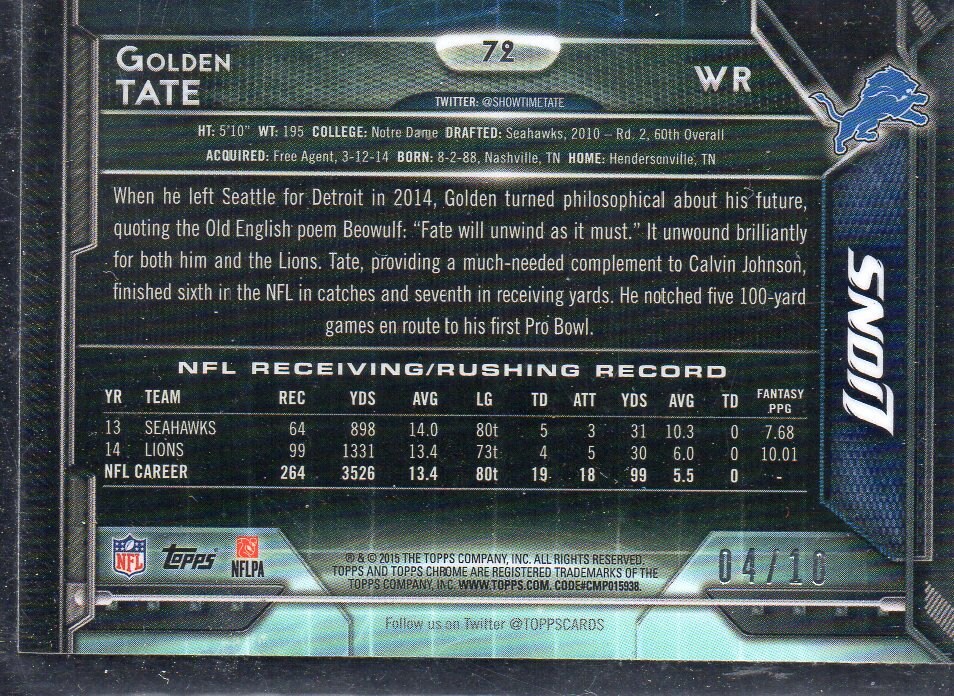 72
GOLDEN
TATE
WR
TWITTER: @SHOWTIMETATE
HT: 5'10" WT: 195 COLLEGE: Notre Dame DRAFTED: Seahawks, 2010 – Rd. 2, 60th Overall
ACQUIRED: Free Agent, 3-12-14 BORN: 8-2-88, Nashville, TN HOME: Hendersonville, TN
When he left Seattle for Detroit in 2014, Golden turned philosophical about his future,
quoting the Old English poem Beowulf: “Fate will unwind as it must.” It unwound brilliantly
for both him and the Lions. Tate, providing a much-needed complement to Calvin Johnson,
finished sixth in the NFL in catches and seventh in receiving yards. He notched five 100-yard
games en route to his first Pro Bowl.
LIONS
NFL RECEIVING/RUSHING RECORD
YR TEAM REC YDS AVG LG TD ATT YDS AVG TD FANTASY PPG
13 SEAHAWKS 64 898 14.0 80t 5 3 31 10.3 0 7.68
14 LIONS 99 1331 13.4 73t 4 5 30 6.0 0 10.01
NFL CAREER 264 3526 13.4 80t 19 18 99 5.5 0 -
NFL Topps NFLPA
® & © 2015 THE TOPPS COMPANY, INC. ALL RIGHTS RESERVED.
TOPPS AND TOPPS CHROME ARE REGISTERED TRADEMARKS OF THE
TOPPS COMPANY, INC. WWW.TOPPS.COM. CODE#CMP015938.
04/10
Follow us on Twitter @TOPPSCARDS